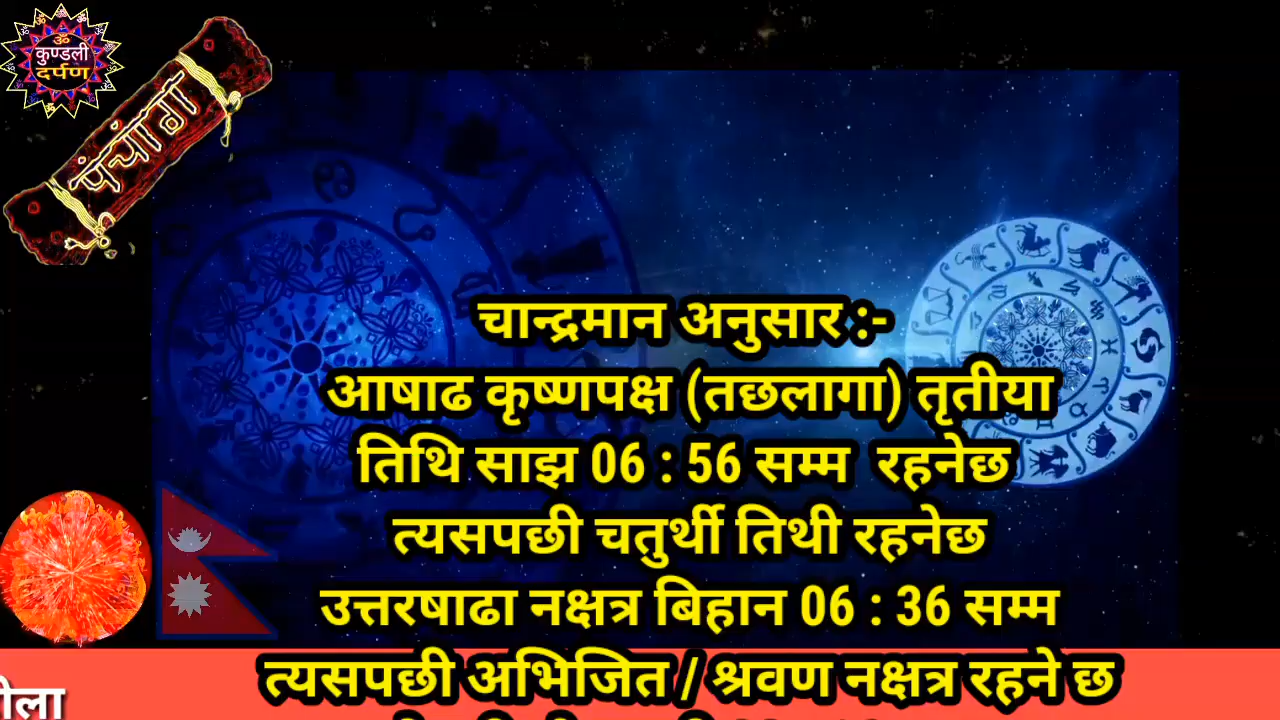 ॐ
कुण्डली
दर्पण
पंचांग
चान्द्रमान अनुसार :-
आषाढ कृष्णपक्ष (तछलागा) तृतीया
तिथि साझ 06 : 56 सम्म रहनेछ
त्यसपछी चतुर्थी तिथी रहनेछ
उत्तरषाढा नक्षत्र बिहान 06 : 36 सम्म
त्यसपछी अभिजित / श्रवण नक्षत्र रहने छ